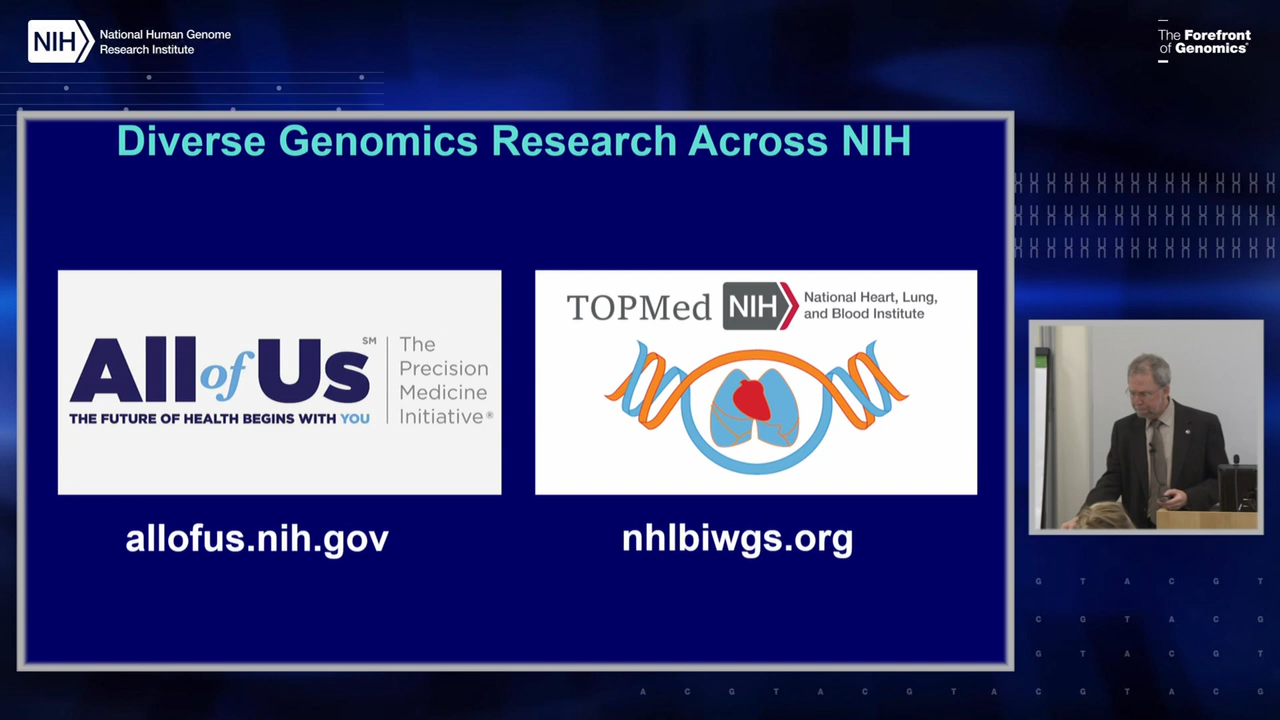 NIH
National Human Genome
Research Institute
The Forefront
of Genomics®
Diverse Genomics Research Across NIH
All of Us SM
THE FUTURE OF HEALTH BEGINS WITH YOU
The
Precision
Medicine
Initiative®
TOPMed NIH
National Heart, Lung,
and Blood Institute
allofus.nih.gov
nhlbiwgs.org
G T A C G T
C G T A C G
G T A C G T
A C G T A C G T A C G T A C G